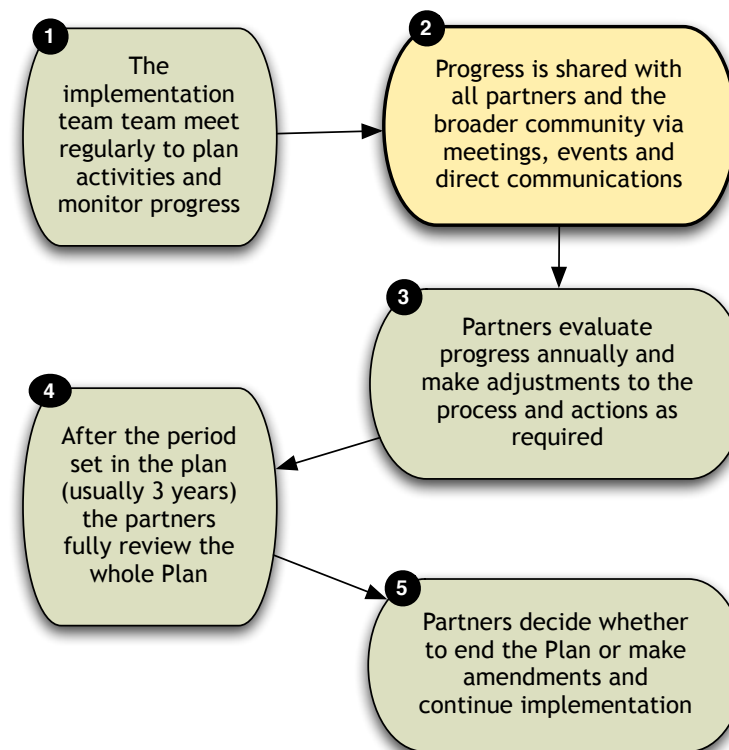 1
The
implementation
team team meet
regularly to plan
activities and
monitor progress
2
Progress is shared with
all partners and the
broader community via
meetings, events and
direct communications
3
Partners evaluate
progress annually and
make adjustments to the
process and actions as
required
4
After the period
set in the plan
(usually 3 years)
the partners
fully review the
whole Plan
5
Partners decide whether
to end the Plan or make
amendments and
continue implementation